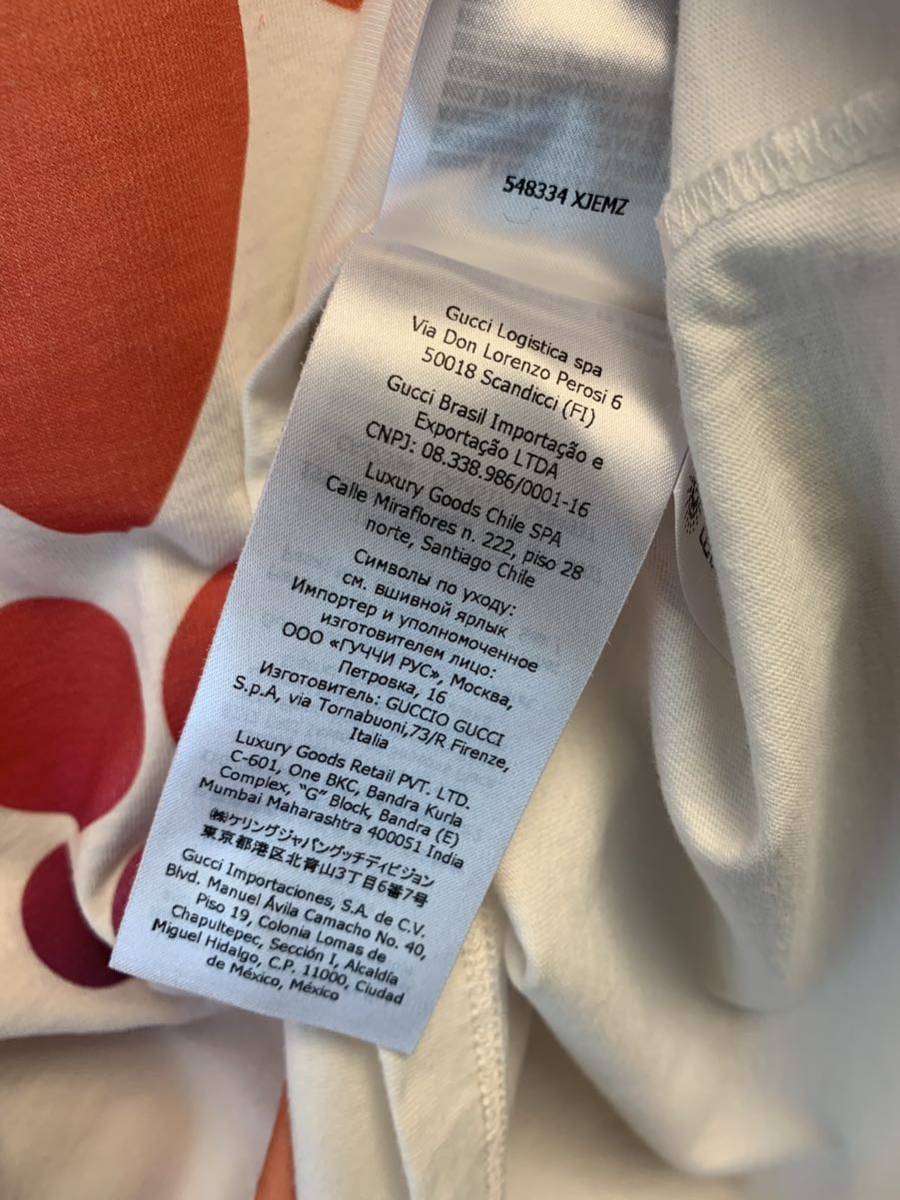 548334 XJEMZ
Gucci Logistica spa
Via Don Lorenzo Perosi 6
50018 Scandicci (FI)
Gucci Brasil Importação e
Exportação LTDA
CNPJ: 08.338.986/0001-16
Luxury Goods Chile SPA
Calle Miraflores n. 222, piso 28
norte, Santiago Chile
Символы по уходу:
см. вшивной ярлык
Импортер и уполномоченное
изготовителем лицо:
ООО «ГУЧЧИ РУС», Москва,
Петровка, 16
Изготовитель: GUCCIO GUCCI
S.p.A, via Tornabuoni,73/R Firenze,
Italia
Luxury Goods Retail PVT. LTD.
C-601, One BKC, Bandra Kurla
Complex, "G" Block, Bandra (E)
Mumbai Maharashtra 400051 India
㈱ケリングジャパングッチディビジョン
東京都港区北青山3丁目6番7号
Gucci Importaciones, S.A. de C.V.
Blvd. Manuel Ávila Camacho No. 40,
Piso 19, Colonia Lomas de
Chapultepec, Sección I, Alcaldía
Miguel Hidalgo, C.P. 11000, Ciudad
de México, México